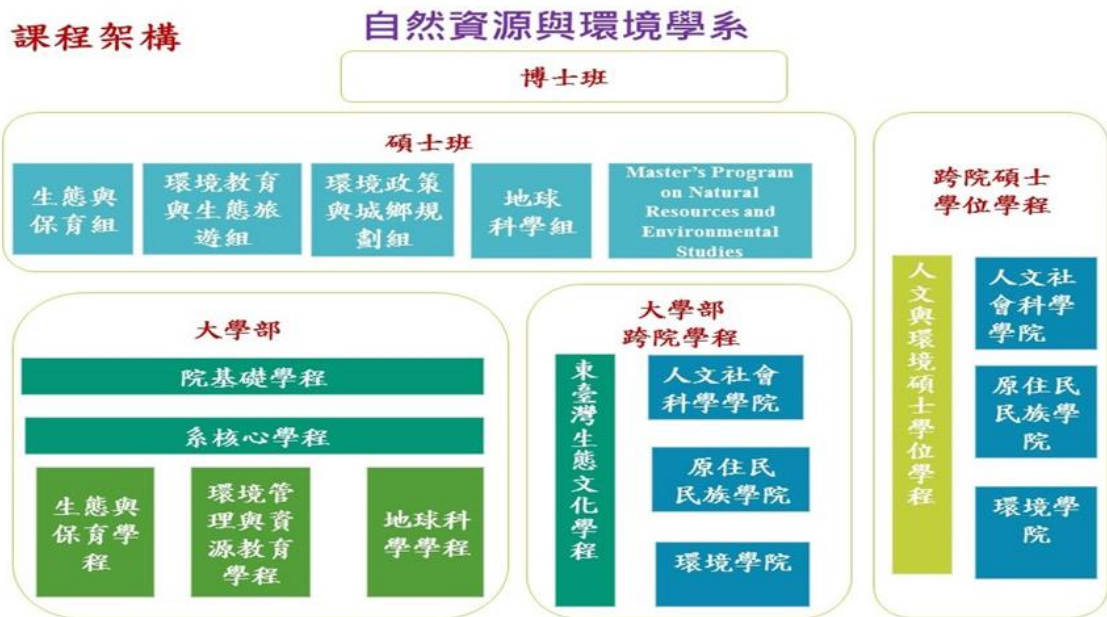 課程架構
自然資源與環境學系
博士班
碩士班
生態與
保育組
環境教育
與生態旅
遊組
環境政策
與城鄉規
劃組
地球
科學組
Master's Program
on Natural
Resources and
Environmental
Studies
大學部
院基礎學程
系核心學程
生態與
保育學
程
環境管
理與資
源教育
學程
地球科
學學程
大學部
跨院學程
東臺灣生態文化學程
人文社會
科學學院
原住民
民族學院
環境學院
跨院碩士
學位學程
人文與環境碩士學位學程
人文社
會科學
學院
原住民
民族學
院
環境學
院